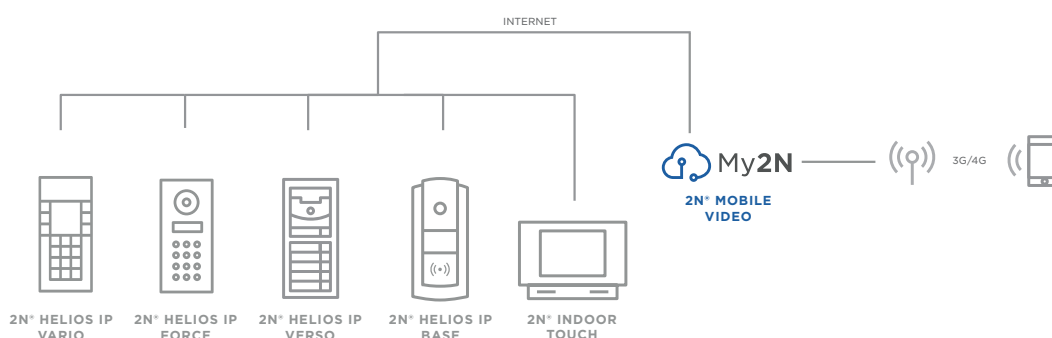 INTERNET
My2N
3G/4G
2N® MOBILE
VIDEO
2N® HELIOS IP
VARIO
2N® HELIOS IP
FORCE
2N® HELIOS IP
VERSO
2N® HELIOS IP
BASE
2N® INDOOR
TOUCH